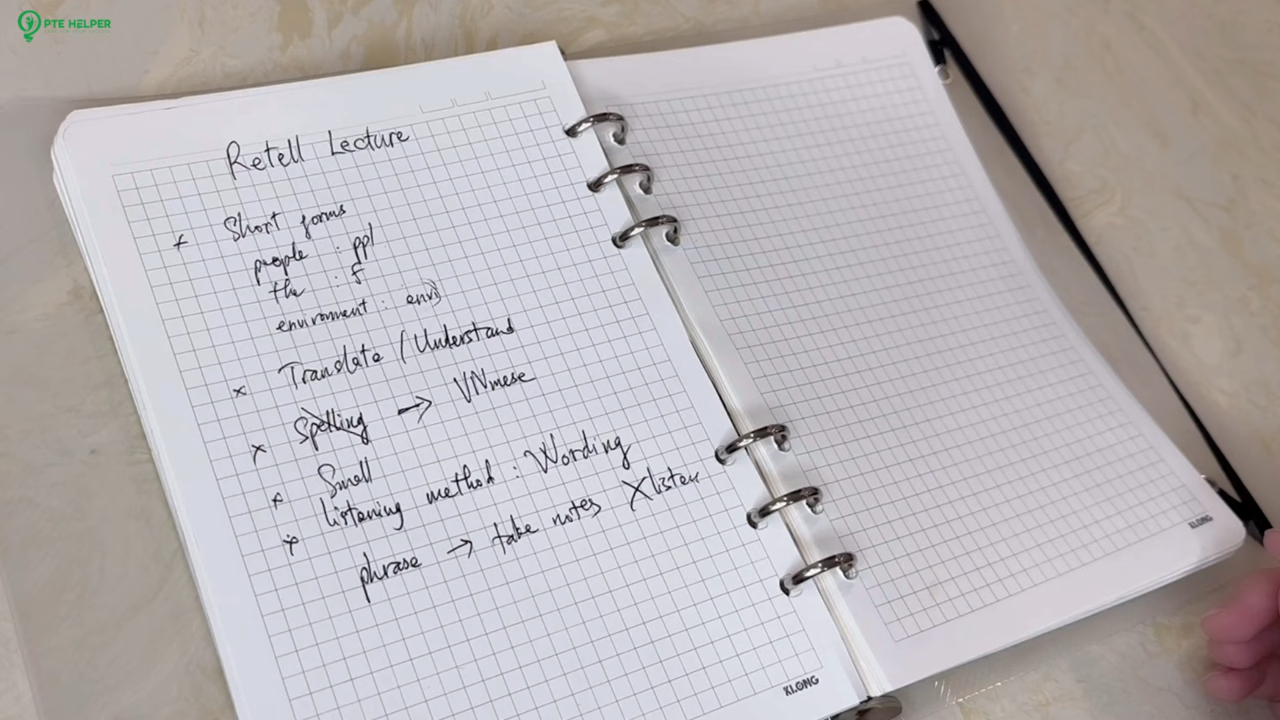 PTE HELPER
Retell Lecture
× Short forms
people : ppl
the : f
environment : envi
× Translate / Understand
× Spelling → VNmese
× Small
× listening method : Wording
phrase → take notes X listen
XLONG
XLONG